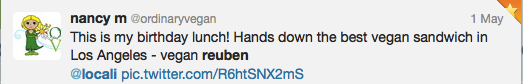 nancy m @ordinaryvegan 1 May
This is my birthday lunch! Hands down the best vegan sandwich in
Los Angeles - vegan reuben
@locali pic.twitter.com/R6htSNX2mS